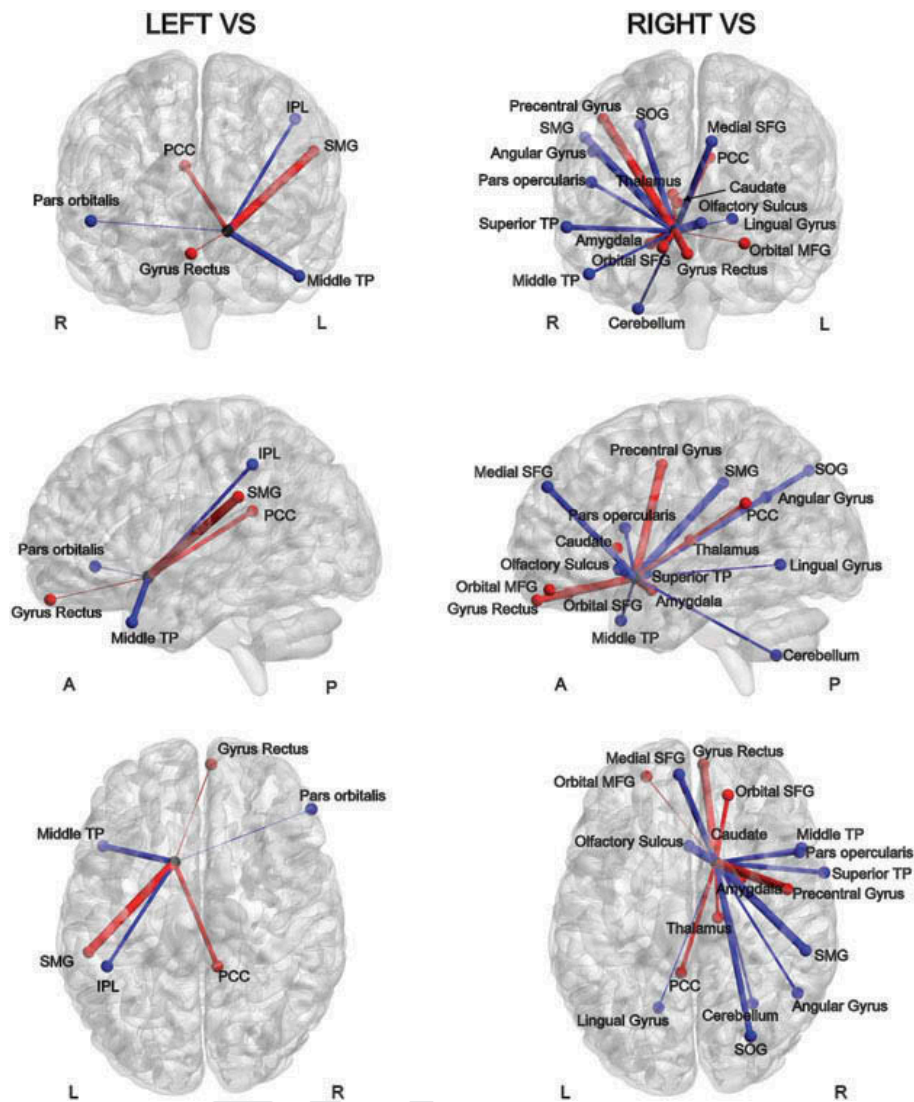 LEFT VS
RIGHT VS
IPL
SMG
PCC
Pars orbitalis
Gyrus Rectus
Middle TP
R
L
Precentral Gyrus
SOG
SMG
Medial SFG
Angular Gyrus
PCC
Pars opercularis
Thalamus
Caudate
Olfactory Sulcus
Superior TP
Lingual Gyrus
Amygdala
Orbital MFG
Orbital SFG
Gyrus Rectus
Middle TP
Cerebellum
R
L
IPL
SMG
PCC
Pars orbitalis
Gyrus Rectus
Middle TP
A
P
Precentral Gyrus
Medial SFG
SMG
SOG
Angular Gyrus
PCC
Pars opercularis
Caudate
Thalamus
Olfactory Sulcus
Superior TP
Lingual Gyrus
Orbital MFG
Gyrus Rectus
Orbital SFG
Amygdala
Middle TP
Cerebellum
A
P
Gyrus Rectus
Pars orbitalis
Middle TP
SMG
IPL
PCC
L
R
Medial SFG
Gyrus Rectus
Orbital MFG
Orbital SFG
Caudate
Middle TP
Olfactory Sulcus
Pars opercularis
Superior TP
Amygdala
Precentral Gyrus
Thalamus
SMG
PCC
Angular Gyrus
Lingual Gyrus
Cerebellum
SOG
L
R